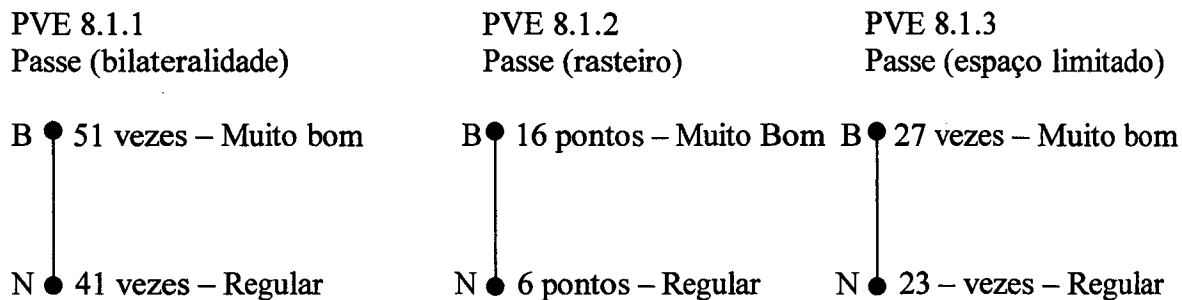 PVE 8.1.1
Passe (bilateralidade)
B 51 vezes – Muito bom
N 41 vezes – Regular
PVE 8.1.2
Passe (rasteiro)
B 16 pontos – Muito Bom
N 6 pontos – Regular
PVE 8.1.3
Passe (espaço limitado)
B 27 vezes – Muito bom
N 23 – vezes – Regular